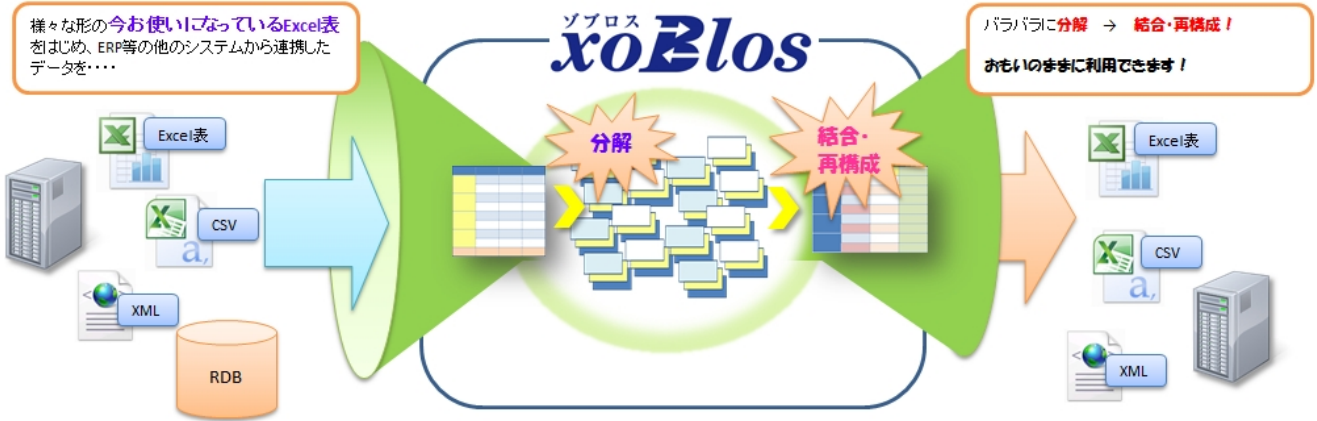 様々な形の今お使いになっているExcel表
をはじめ、ERP等の他のシステムから連携した
データを・・・・
ゾブロス
xoBlos
バラバラに分解 → 結合・再構成！
おもいのままに利用できます！
Excel表
CSV
a,
XML
RDB
分解
結合・
再構成
Excel表
CSV
a,
XML